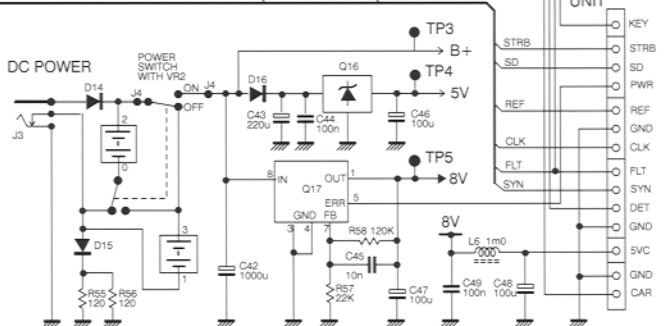 UNIT
DC POWER
J3
D14
J4
POWER
SWITCH
WITH VR2
ON
OFF
J4
2
0
3
1
D15
R55
120
R56
120
D16
Q16
C43
220u
C44
100n
C46
100u
TP3
B+
TP4
5V
TP5
8V
8
IN
OUT
1
Q17
ERR
5
GND
FB
3
4
7
R58 120K
C45
10n
R57
22K
C47
100u
C42
1000u
8V
L6 1m0
C49
100n
C48
100u
STRB
SD
REF
CLK
FLT
SYN
KEY
STRB
SD
PWR
REF
GND
CLK
FLT
SYN
DET
GND
5VC
GND
CAR